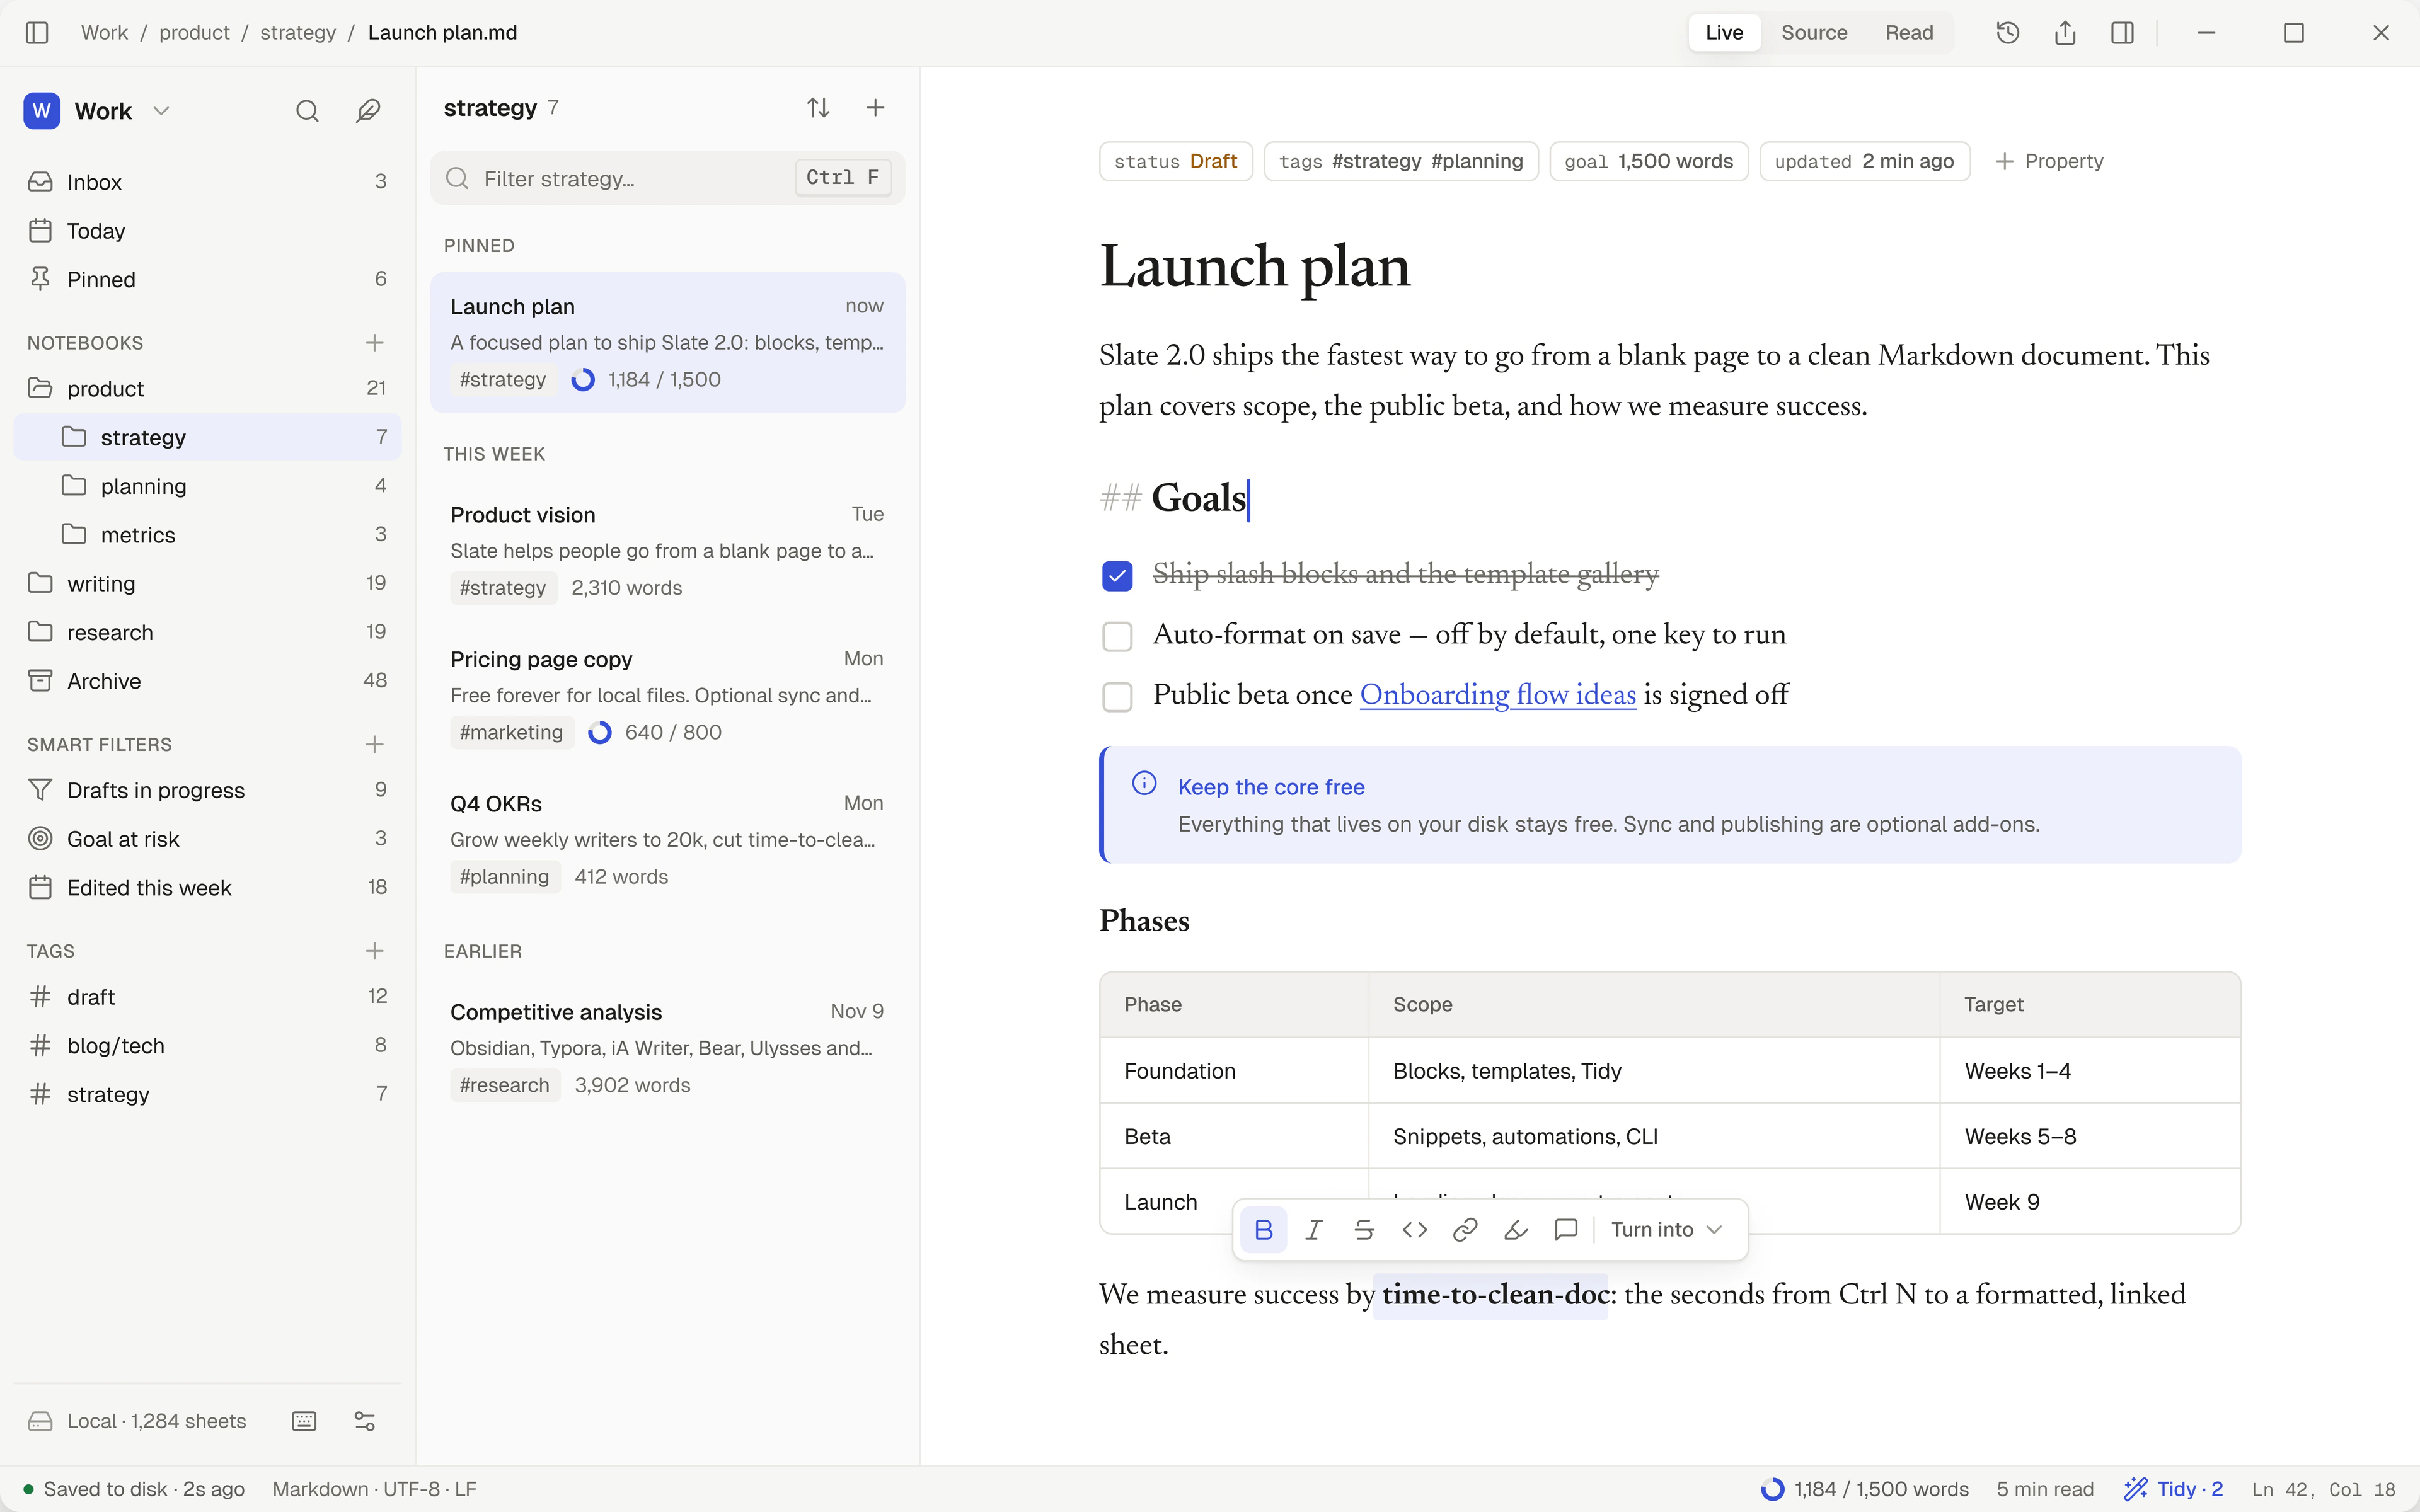 Work / product / strategy / Launch plan.md
Live Source Read
W Work
Inbox 3
Today
Pinned 6
NOTEBOOKS
product 21
strategy 7
planning 4
metrics 3
writing 19
research 19
Archive 48
SMART FILTERS
Drafts in progress 9
Goal at risk 3
Edited this week 18
TAGS
# draft 12
# blog/tech 8
# strategy 7
Local · 1,284 sheets
strategy 7
Filter strategy... Ctrl F
PINNED
Launch plan now
A focused plan to ship Slate 2.0: blocks, temp...
#strategy 1,184 / 1,500
THIS WEEK
Product vision Tue
Slate helps people go from a blank page to a...
#strategy 2,310 words
Pricing page copy Mon
Free forever for local files. Optional sync and...
#marketing 640 / 800
Q4 OKRs Mon
Grow weekly writers to 20k, cut time-to-clea...
#planning 412 words
EARLIER
Competitive analysis Nov 9
Obsidian, Typora, iA Writer, Bear, Ulysses and...
#research 3,902 words
status Draft tags #strategy #planning goal 1,500 words updated 2 min ago + Property
Launch plan
Slate 2.0 ships the fastest way to go from a blank page to a clean Markdown document. This
plan covers scope, the public beta, and how we measure success.
## Goals
Ship slash blocks and the template gallery
Auto-format on save — off by default, one key to run
Public beta once Onboarding flow ideas is signed off
Keep the core free
Everything that lives on your disk stays free. Sync and publishing are optional add-ons.
Phases
Phase Scope Target
Foundation Blocks, templates, Tidy Weeks 1–4
Beta Snippets, automations, CLI Weeks 5–8
Launch Week 9
B I S Turn into
We measure success by time-to-clean-doc: the seconds from Ctrl N to a formatted, linked
sheet.
Saved to disk · 2s ago Markdown · UTF-8 · LF 1,184 / 1,500 words 5 min read Tidy · 2 Ln 42, Col 18